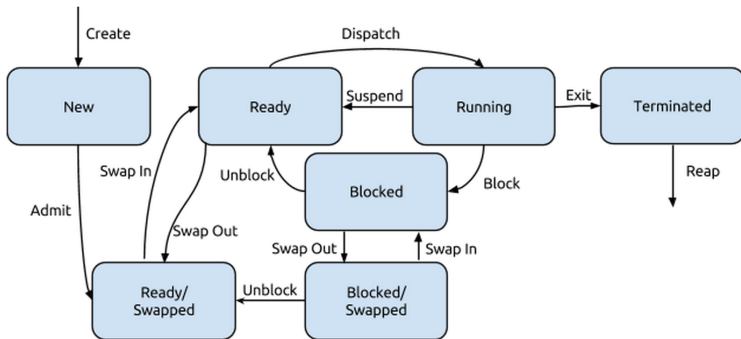 Create
Dispatch
New
Ready
Suspend
Running
Exit
Terminated
Swap In
Unblock
Blocked
Block
Reap
Admit
Swap Out
Swap Out
Swap In
Ready/
Swapped
Unblock
Blocked/
Swapped